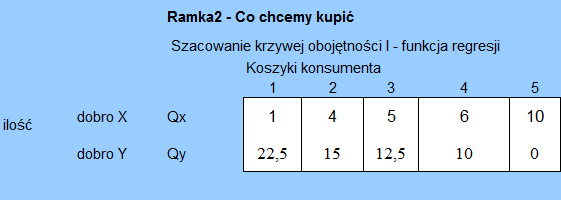 Ramka2 - Co chcemy kupić
Szacowanie krzywej obojętności I - funkcja regresji
Koszyki konsumenta
1 2 3 4 5
ilość dobro X Qx 1 4 5 6 10
dobro Y Qy 22,5 15 12,5 10 0